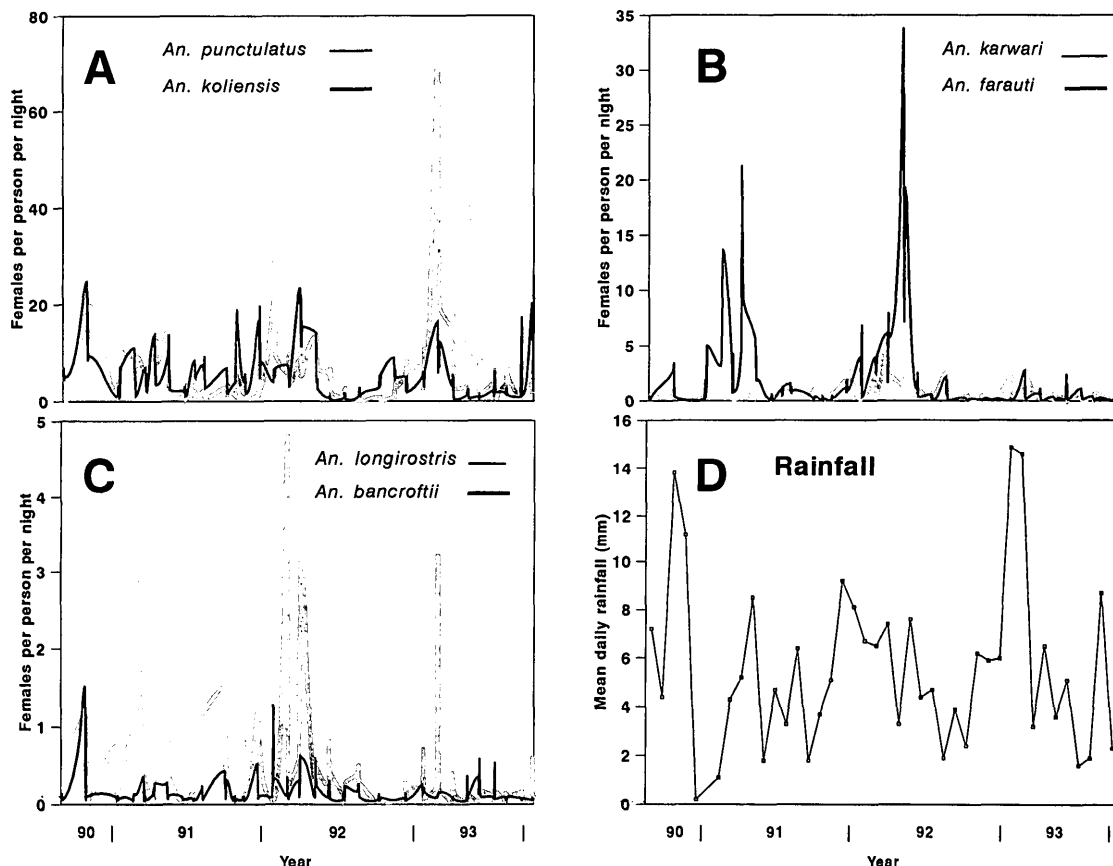 80
60
40
20
0
Females per person per night
A
An. punctulatus
An. koliensis
35
30
25
20
15
10
5
0
Females per person per night
B
An. karwari
An. farauti
5
4
3
2
1
0
Females per person per night
C
An. longirostris
An. bancroftii
90 | 91 | 92 | 93 |
Year
16
14
12
10
8
6
4
2
0
Mean daily rainfall (mm)
D
Rainfall
90 | 91 | 92 | 93 |
Year